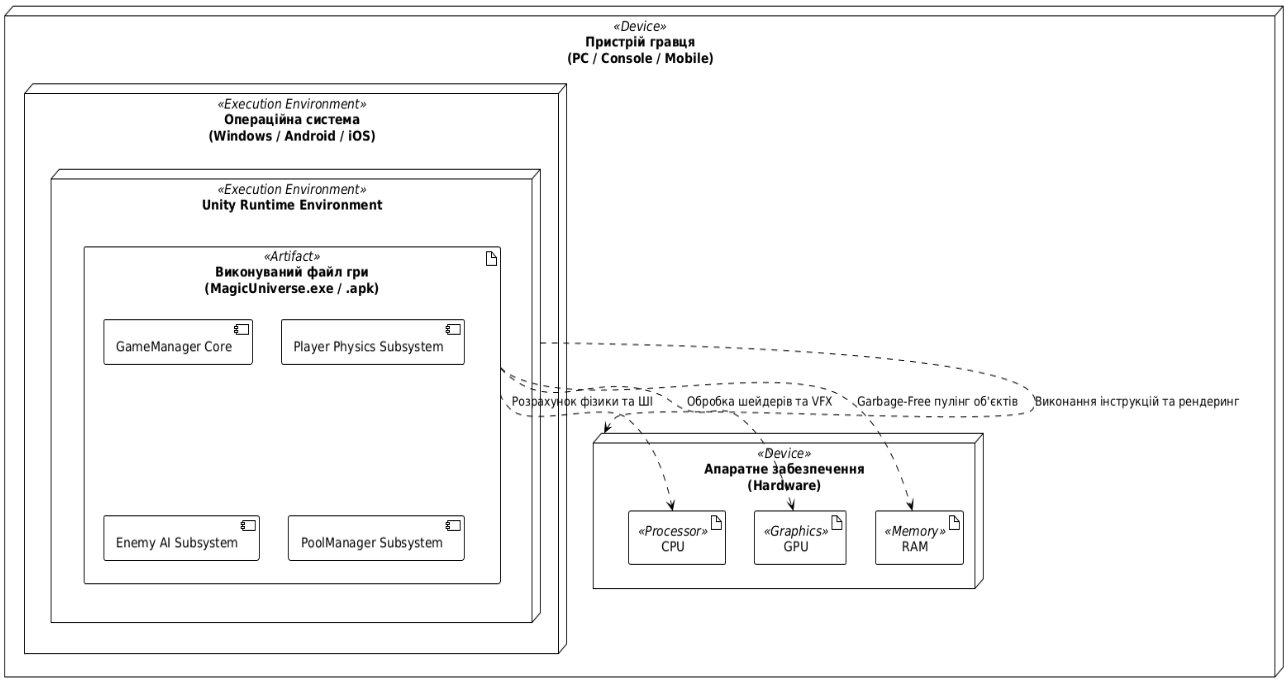 «Device»
Пристрій гравця
(PC / Console / Mobile)
«Execution Environment»
Операційна система
(Windows / Android / iOS)
«Execution Environment»
Unity Runtime Environment
«Artifact»
Виконуваний файл гри
(MagicUniverse.exe / .apk)
GameManager Core
Player Physics Subsystem
Enemy AI Subsystem
PoolManager Subsystem
Розрахунок фізики та ШІ
Обробка шейдерів та VFX
Garbage-Free пулінг об'єктів
Виконання інструкцій та рендеринг
«Device»
Апаратне забезпечення
(Hardware)
«Processor»
CPU
«Graphics»
GPU
«Memory»
RAM